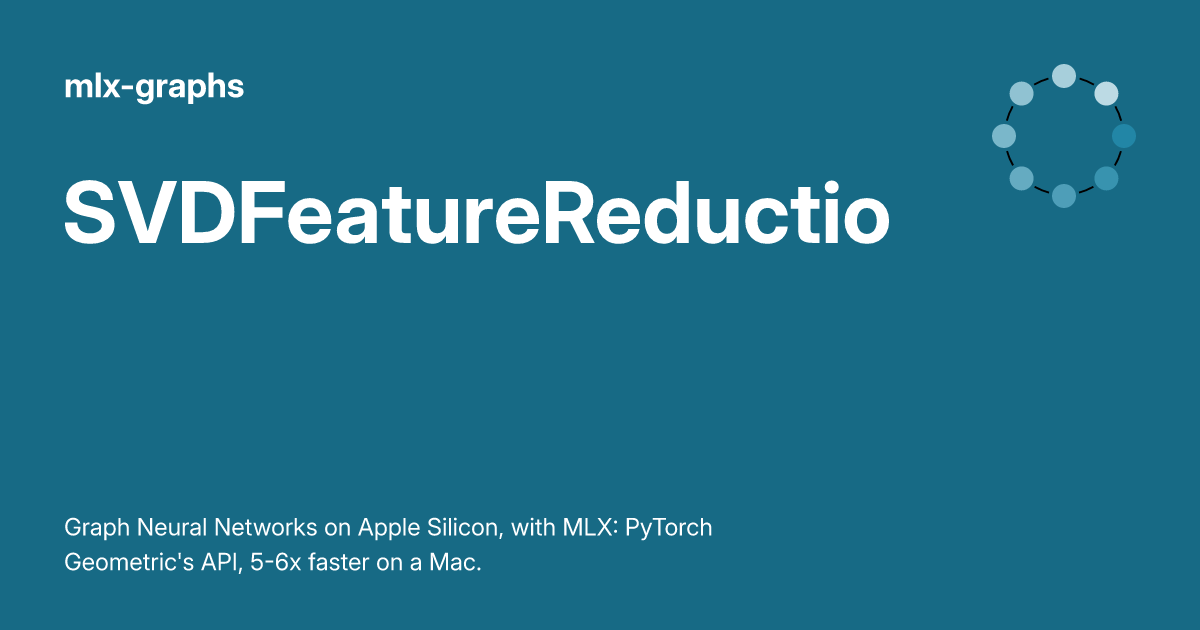 mlx-graphs
SVDFeatureReductio
Graph Neural Networks on Apple Silicon, with MLX: PyTorch
Geometric's API, 5-6x faster on a Mac.